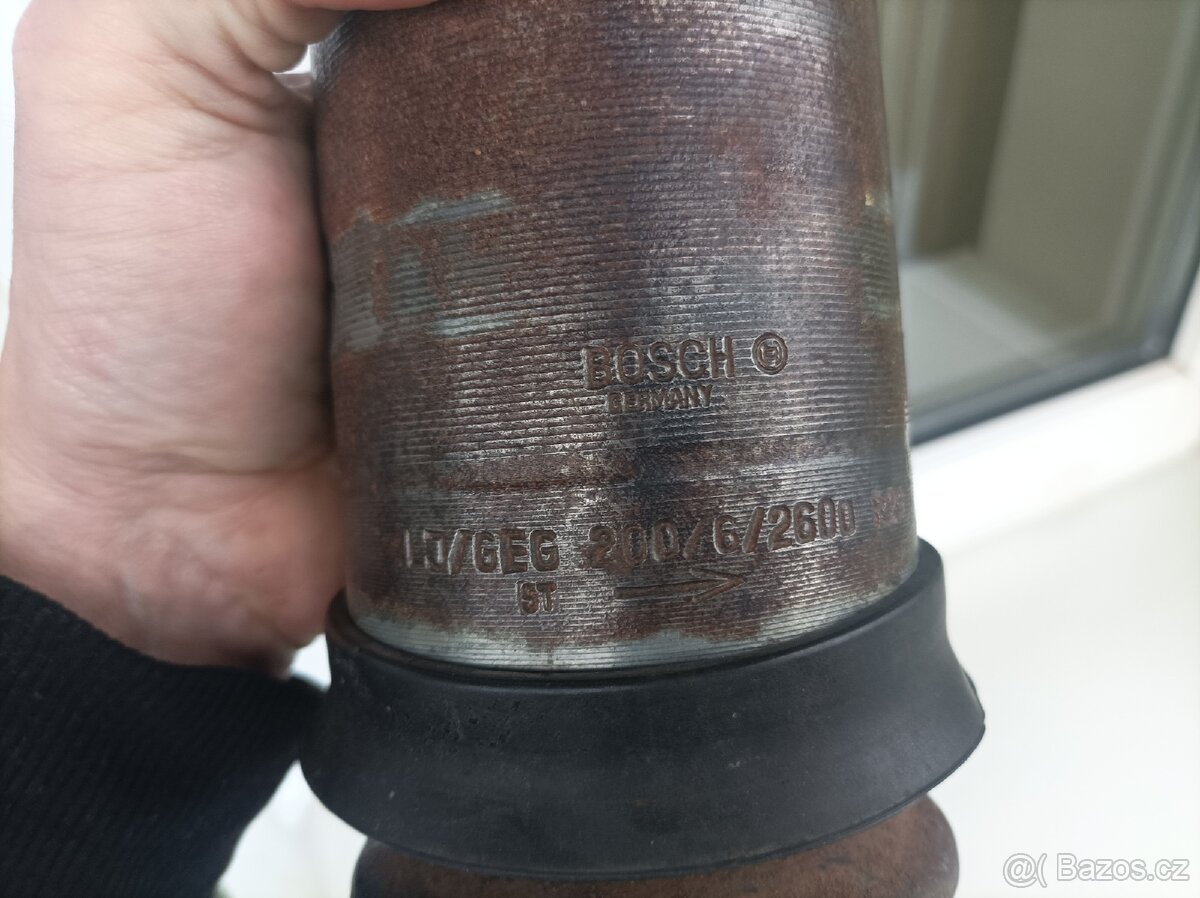 BOSCH
GERMANY
LJ/GEG 200/6/2600
ST
@( Bazos.cz